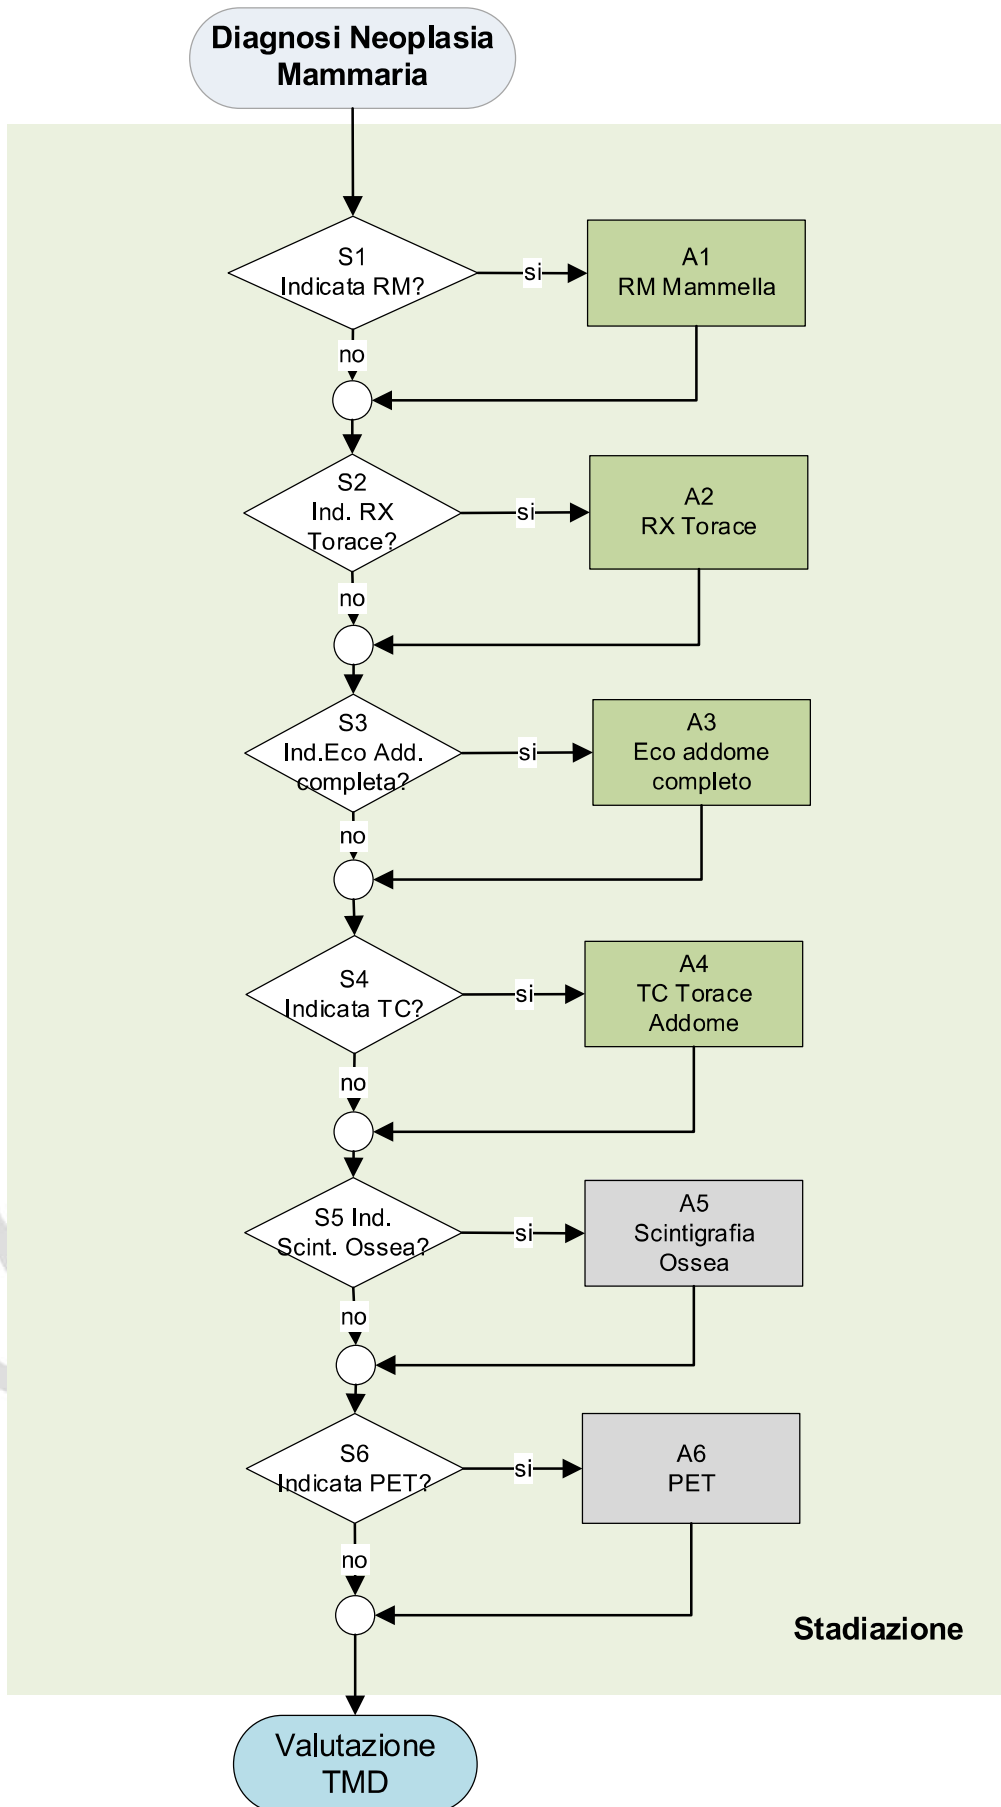 Diagnosi Neoplasia
Mammaria
S1
Indicata RM?
si
A1
RM Mammella
no
S2
Ind. RX
Torace?
si
A2
RX Torace
no
S3
Ind.Eco Add.
completa?
si
A3
Eco addome
completo
no
S4
Indicata TC?
si
A4
TC Torace
Addome
no
S5 Ind.
Scint. Ossea?
si
A5
Scintigrafia
Ossea
no
S6
Indicata PET?
si
A6
PET
no
Stadiazione
Valutazione
TMD